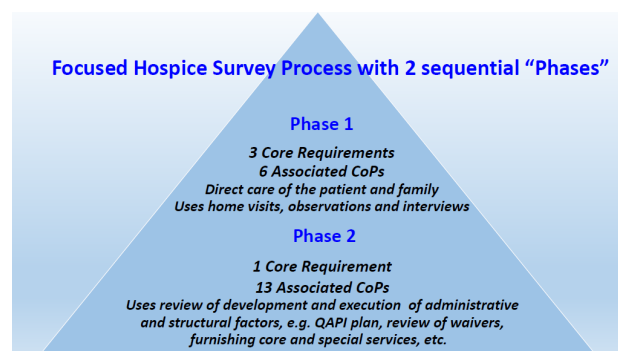 Focused Hospice Survey Process with 2 sequential “Phases”
Phase 1
3 Core Requirements
6 Associated CoPs
Direct care of the patient and family
Uses home visits, observations and interviews
Phase 2
1 Core Requirement
13 Associated CoPs
Uses review of development and execution of administrative
and structural factors, e.g. QAPI plan, review of waivers,
furnishing core and special services, etc.